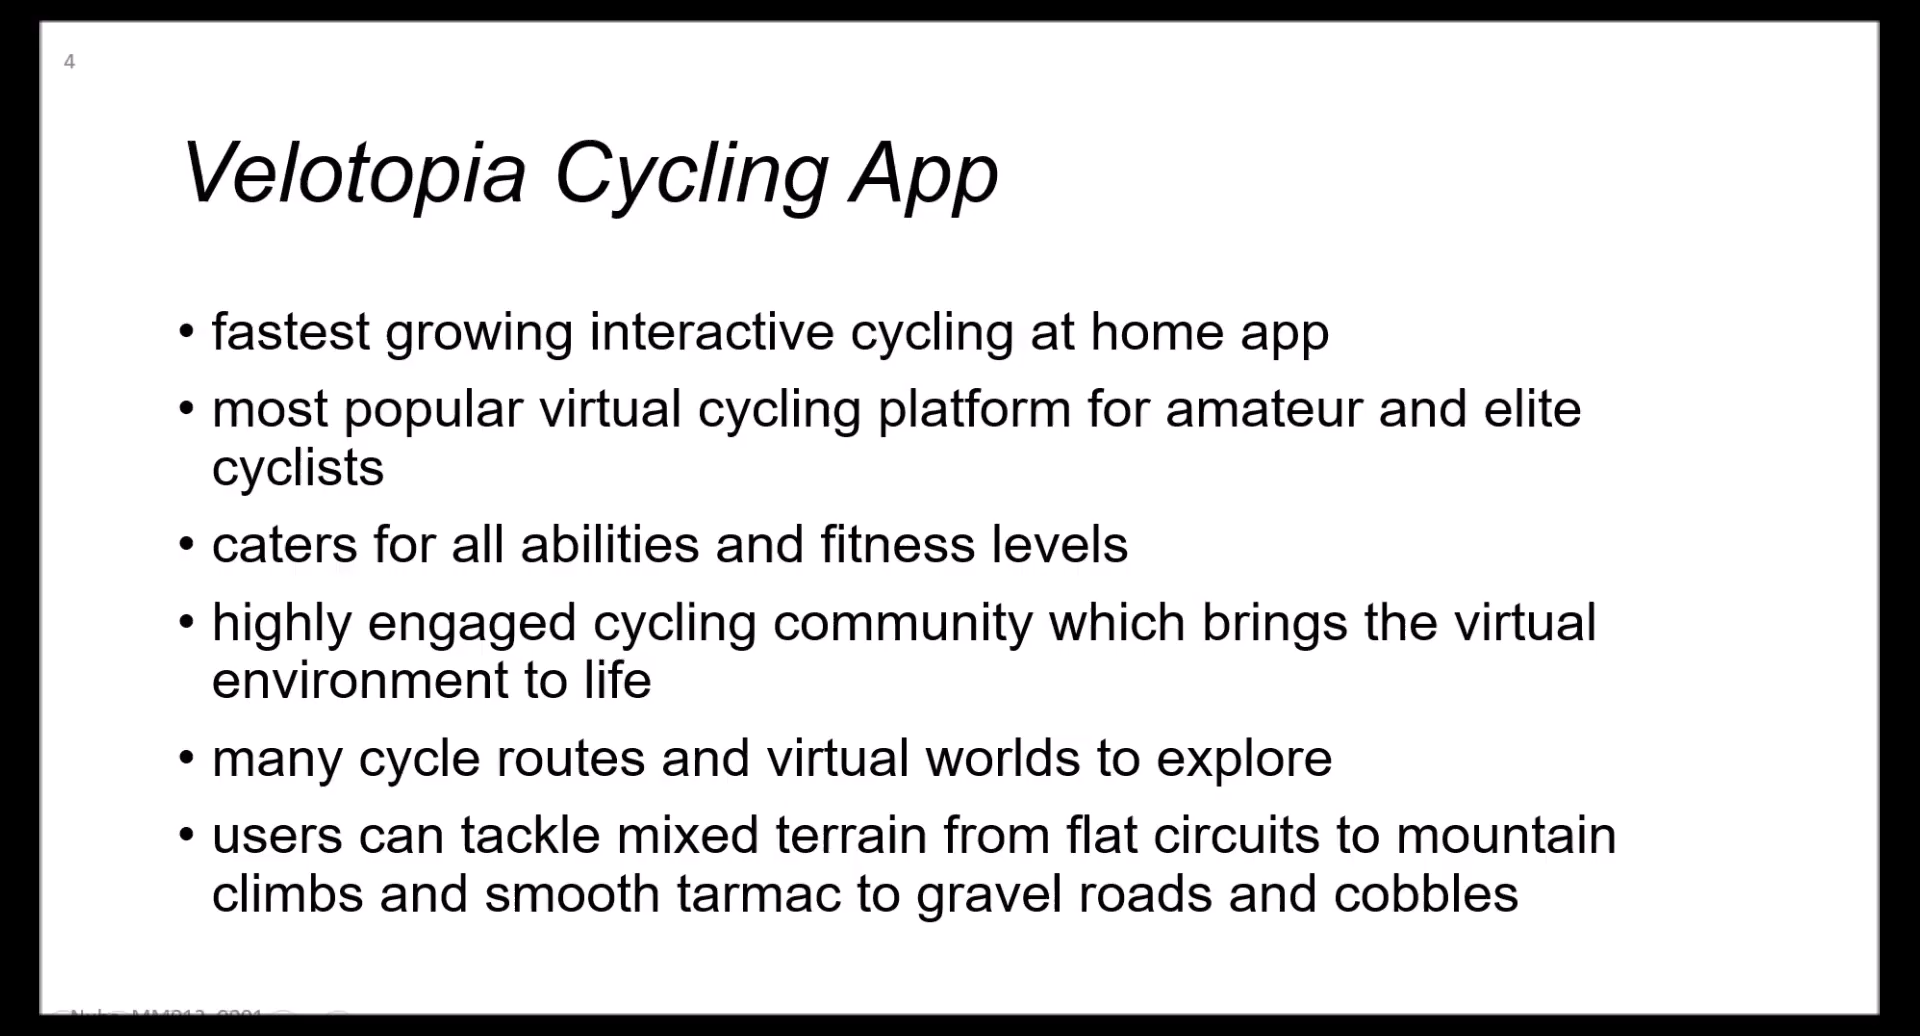 4
Velotopia Cycling App
• fastest growing interactive cycling at home app
• most popular virtual cycling platform for amateur and elite
cyclists
• caters for all abilities and fitness levels
• highly engaged cycling community which brings the virtual
environment to life
• many cycle routes and virtual worlds to explore
• users can tackle mixed terrain from flat circuits to mountain
climbs and smooth tarmac to gravel roads and cobbles